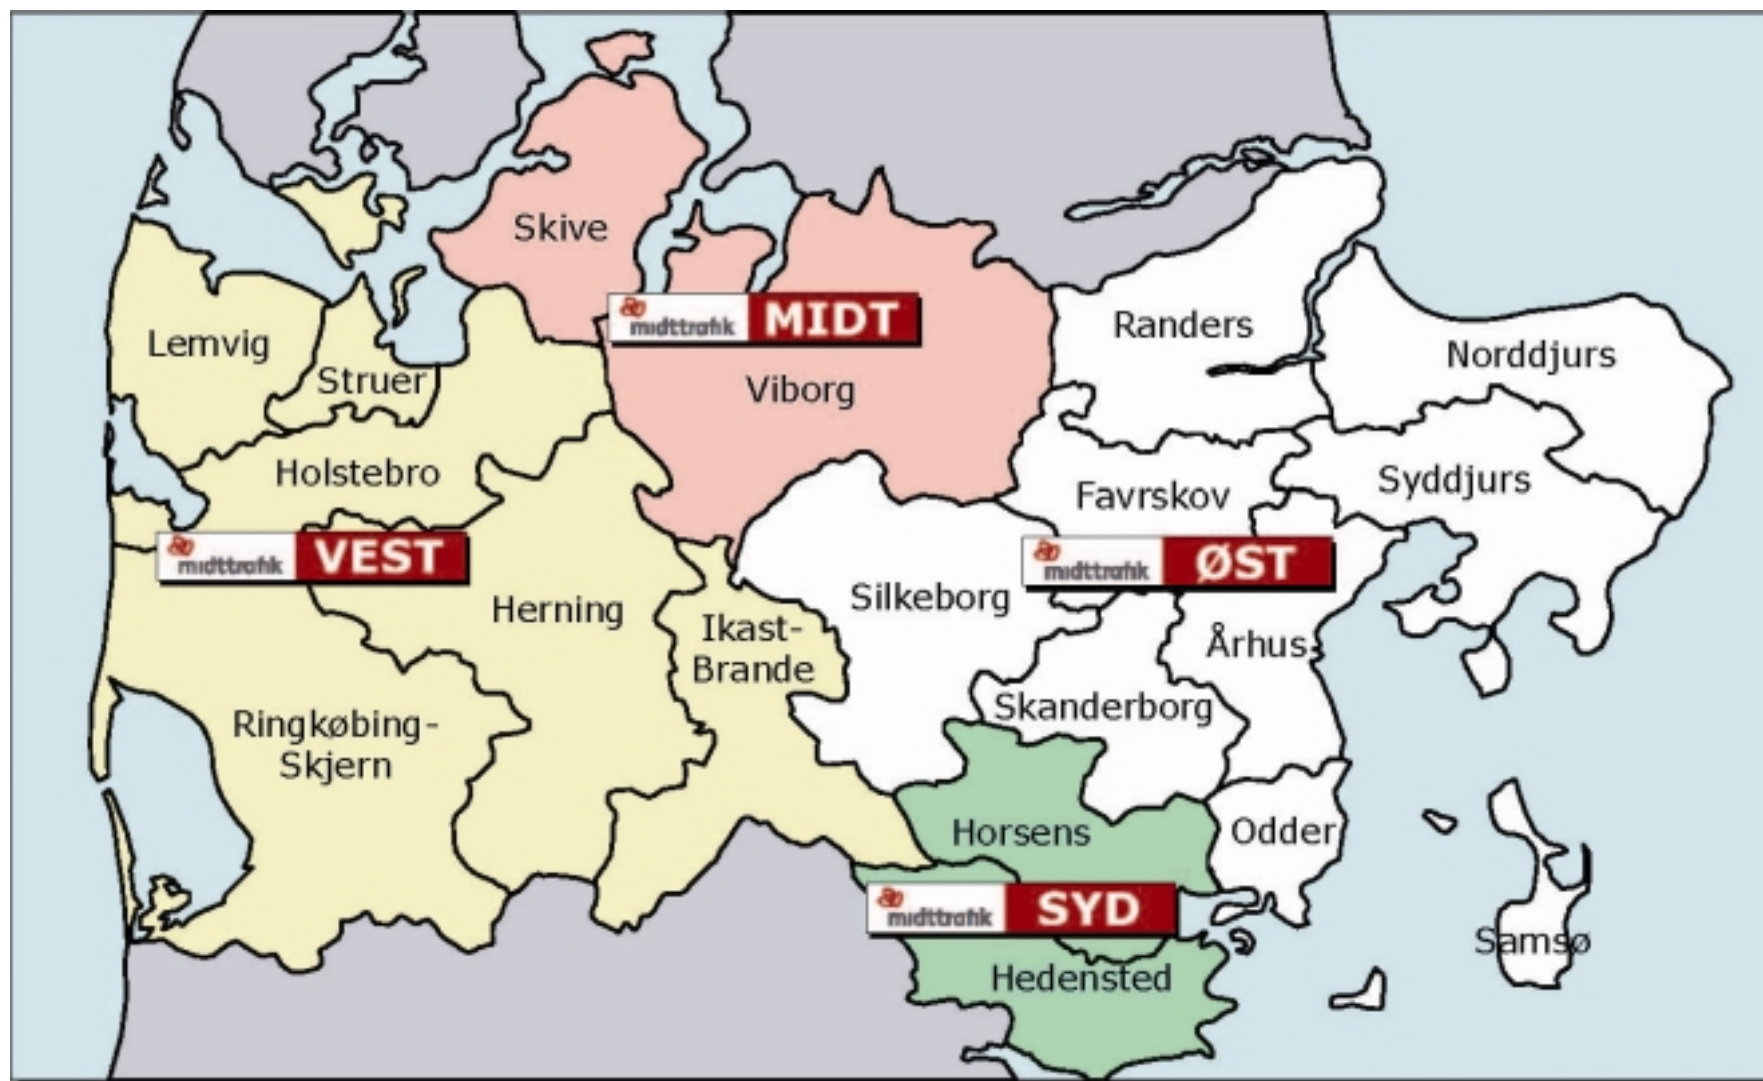 Skive
midttrafik MIDT
Randers
Lemvig
Norddjurs
Struer
Viborg
Holstebro
Syddjurs
Favrskov
midttrafik VEST
midttrafik ØST
Silkeborg
Herning
Ikast-
Brande
Århus
Skanderborg
Ringkøbing-
Skjern
Horsens
Odder
midttrafik SYD
Samsø
Hedensted